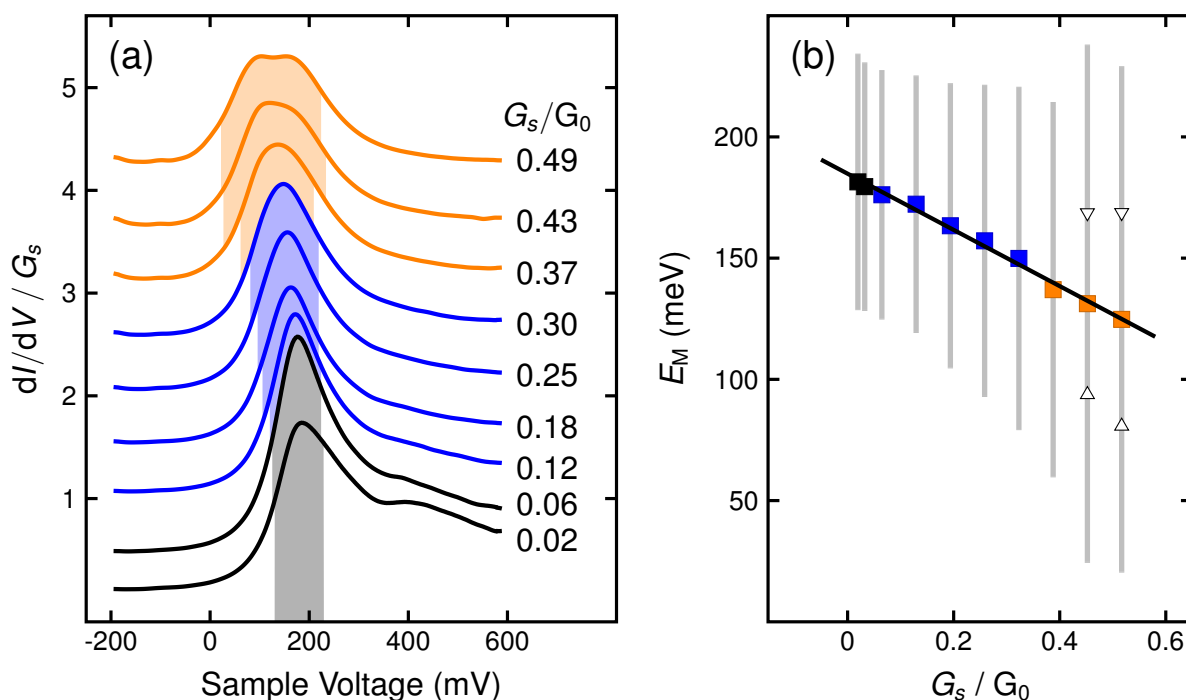 (a)
dI/dV / Gs
5
4
3
2
1
Gs/G0
0.49
0.43
0.37
0.30
0.25
0.18
0.12
0.06
0.02
-200 0 200 400 600
Sample Voltage (mV)
(b)
EM (meV)
200
150
100
50
0 0.2 0.4 0.6
Gs / G0